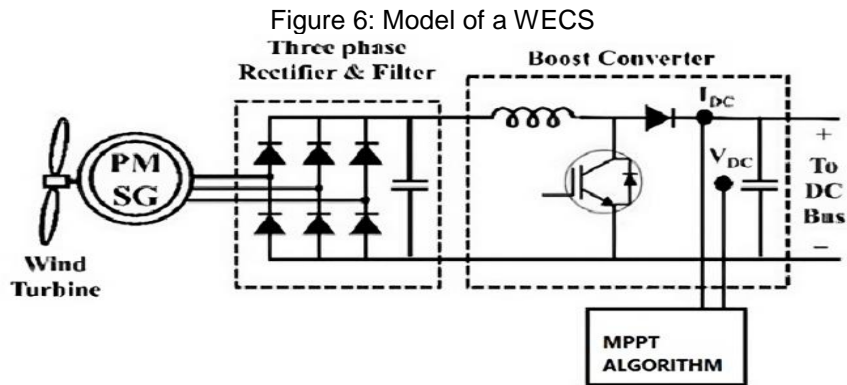 Figure 6: Model of a WECS
Three phase
Rectifier & Filter
Boost Converter
I_DC
PM
SG
V_DC
+
To
DC
Bus
−
Wind
Turbine
MPPT
ALGORITHM